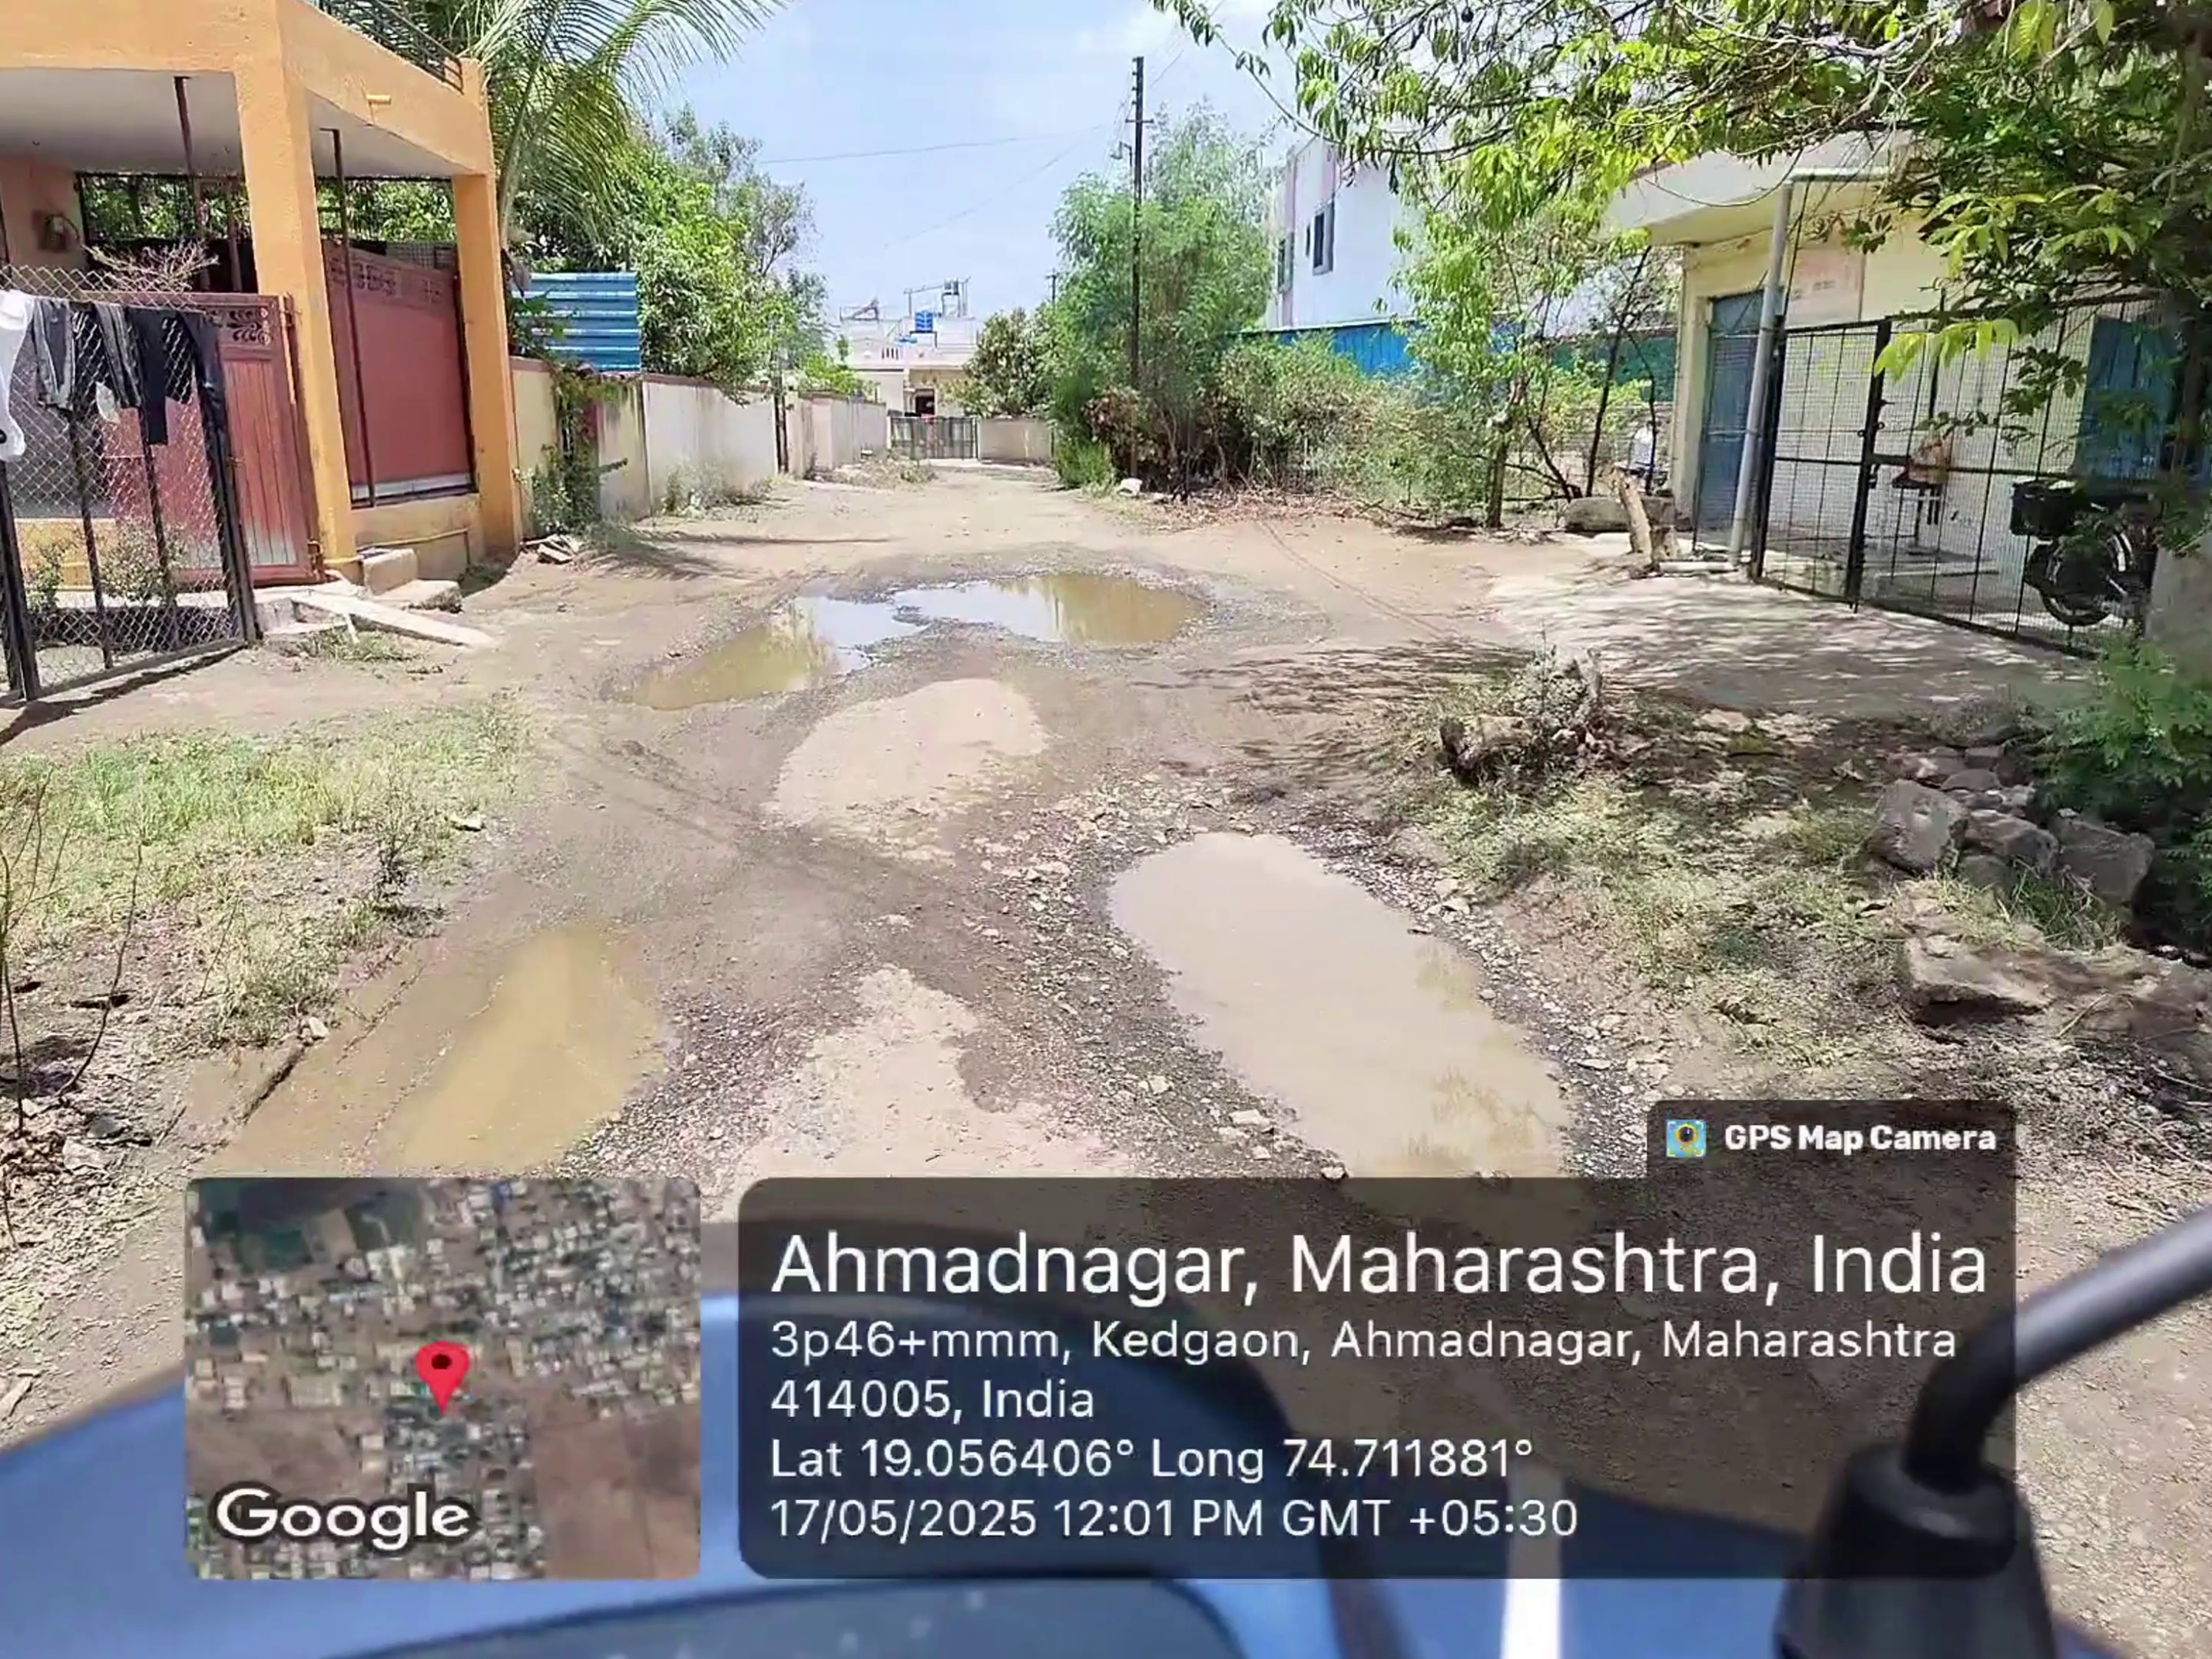 GPS Map Camera
Ahmadnagar, Maharashtra, India
3p46+mmm, Kedgaon, Ahmadnagar, Maharashtra
414005, India
Lat 19.056406° Long 74.711881°
17/05/2025 12:01 PM GMT +05:30
Google